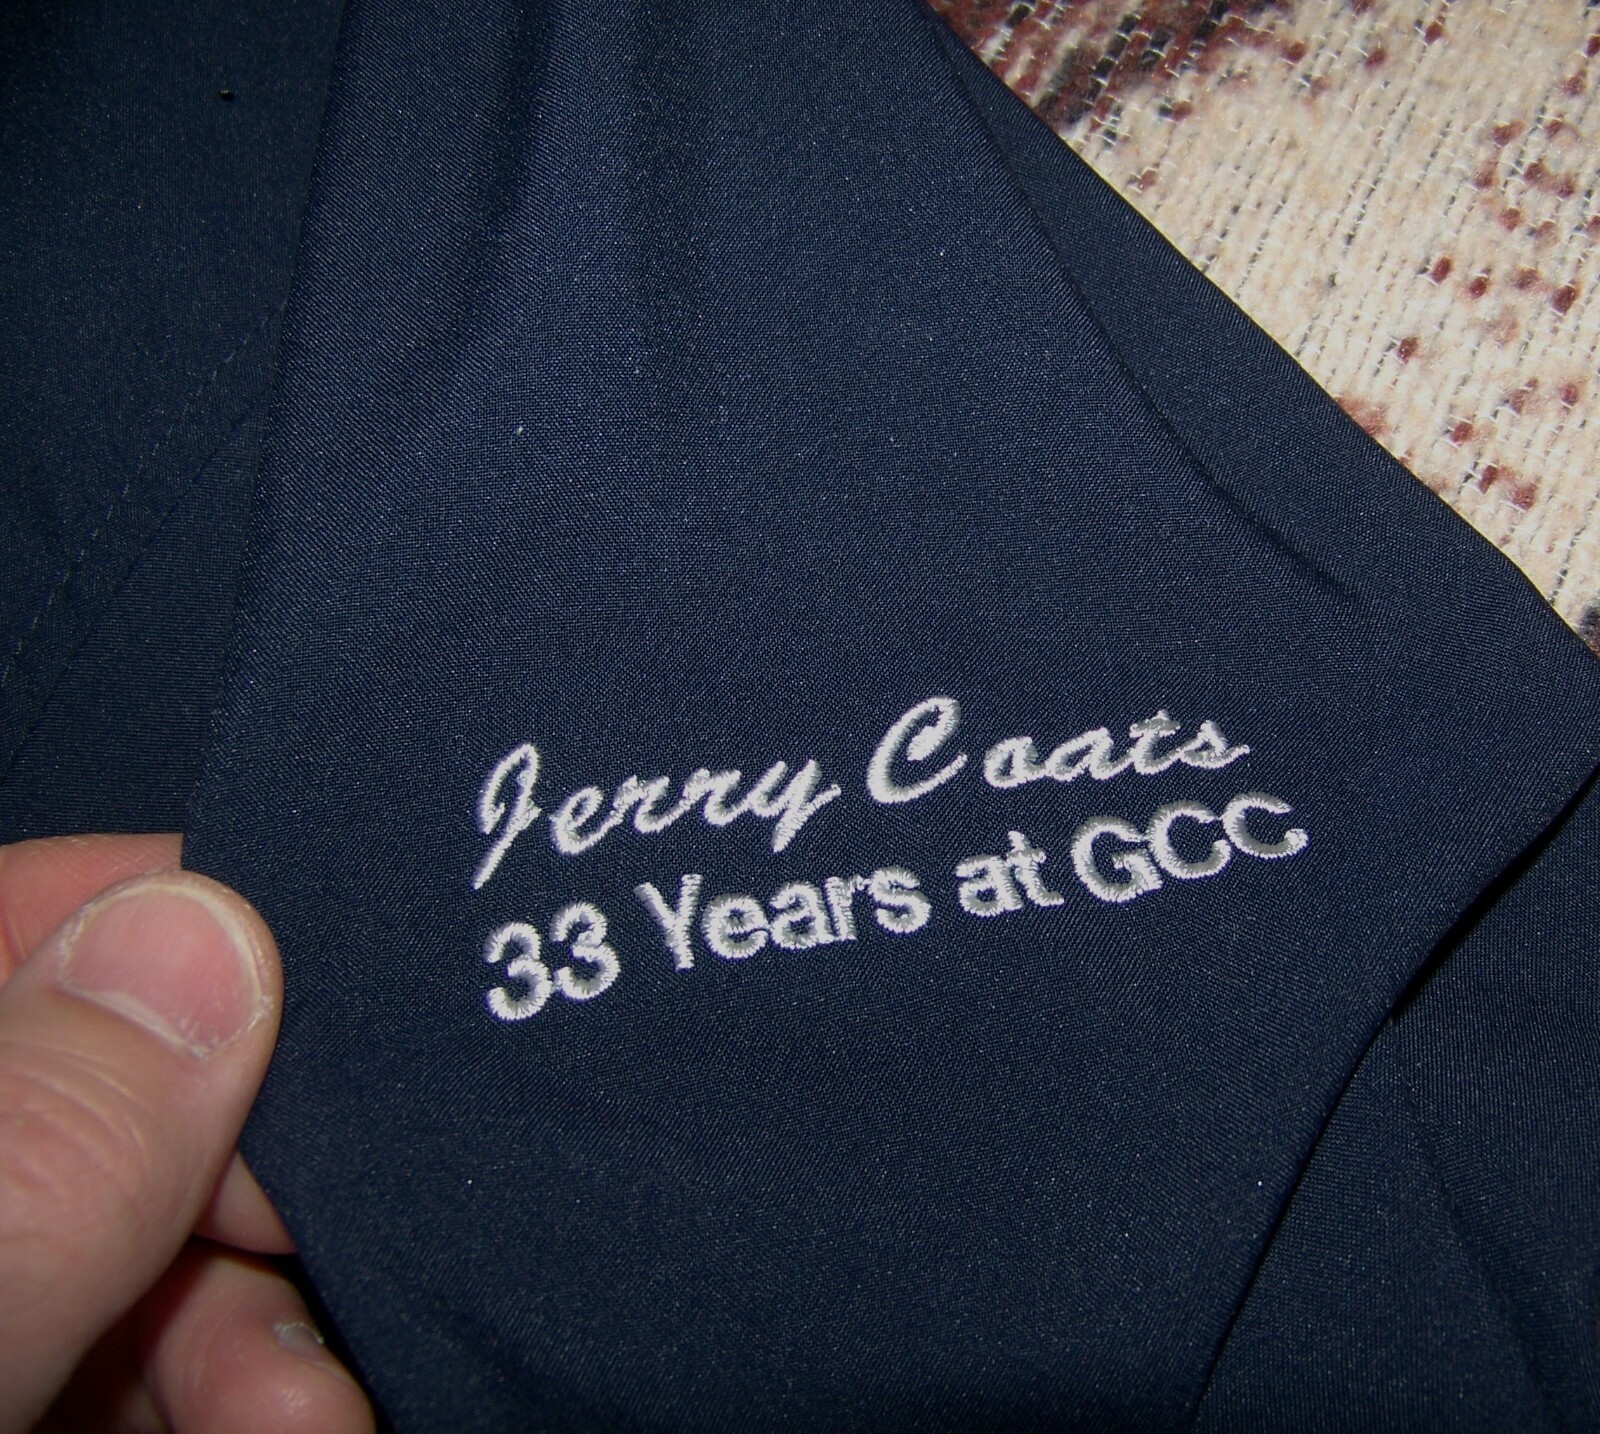 Jerry Coats
33 Years at GCC